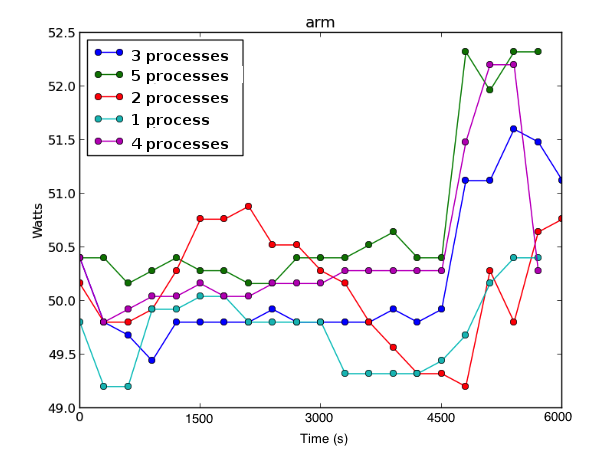 arm
52.5
52.0
51.5
51.0
50.5
50.0
49.5
49.0
Watts
3 processes
5 processes
2 processes
1 process
4 processes
0
1500
3000
4500
6000
Time (s)